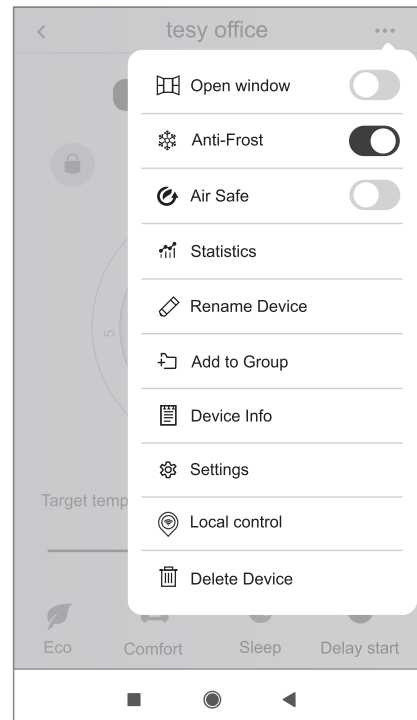 tesy office
Open window
Anti-Frost
Air Safe
Statistics
Rename Device
5
Add to Group
Device Info
Settings
Target temp
Local control
Delete Device
Eco Comfort Sleep Delay start